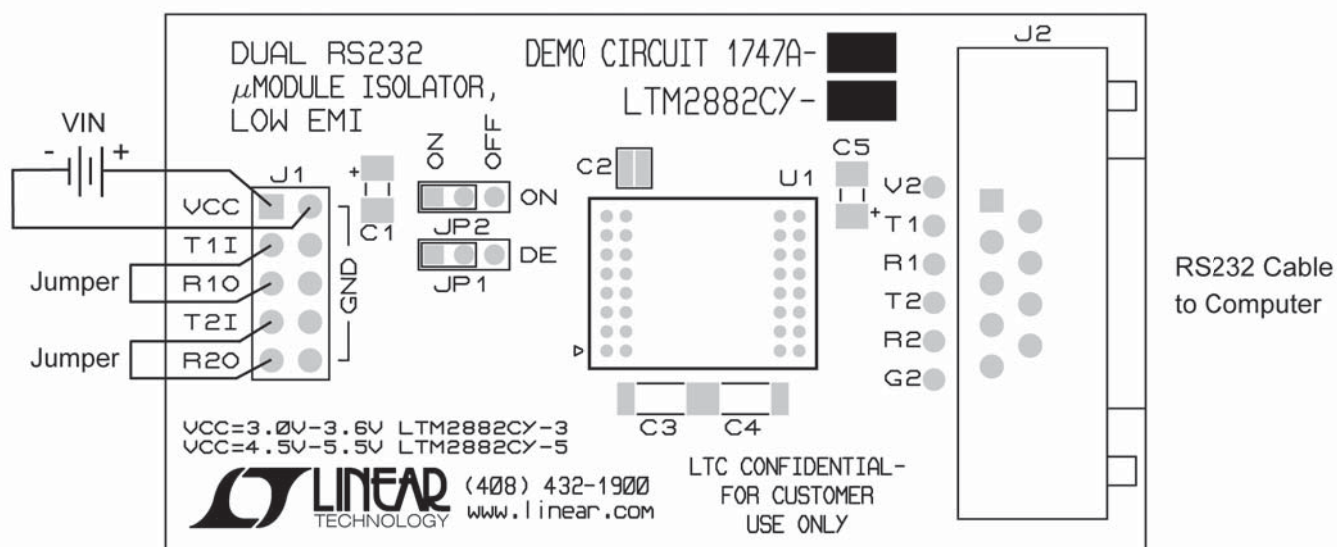 DUAL RS232
µMODULE ISOLATOR,
LOW EMI
DEMO CIRCUIT 1747A-
LTM2882CY-
J2
VIN
- +
J1
VCC
T1I
R1O
T2I
R2O
GND
Jumper
Jumper
+
C1
ON
OFF
ON
JP2
DE
JP1
C2
U1
C5
+
V2
T1
R1
T2
R2
G2
RS232 Cable
to Computer
C3
C4
VCC=3.0V-3.6V LTM2882CY-3
VCC=4.5V-5.5V LTM2882CY-5
LINEAR
TECHNOLOGY
(408) 432-1900
www.linear.com
LTC CONFIDENTIAL-
FOR CUSTOMER
USE ONLY